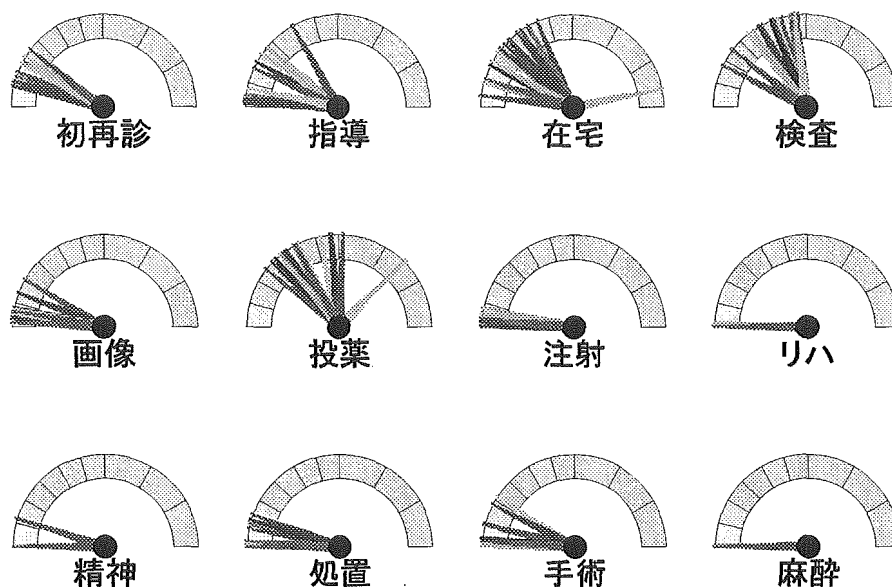 初再診 指導 在宅 検査
画像 投薬 注射 リハ
精神 処置 手術 麻酔